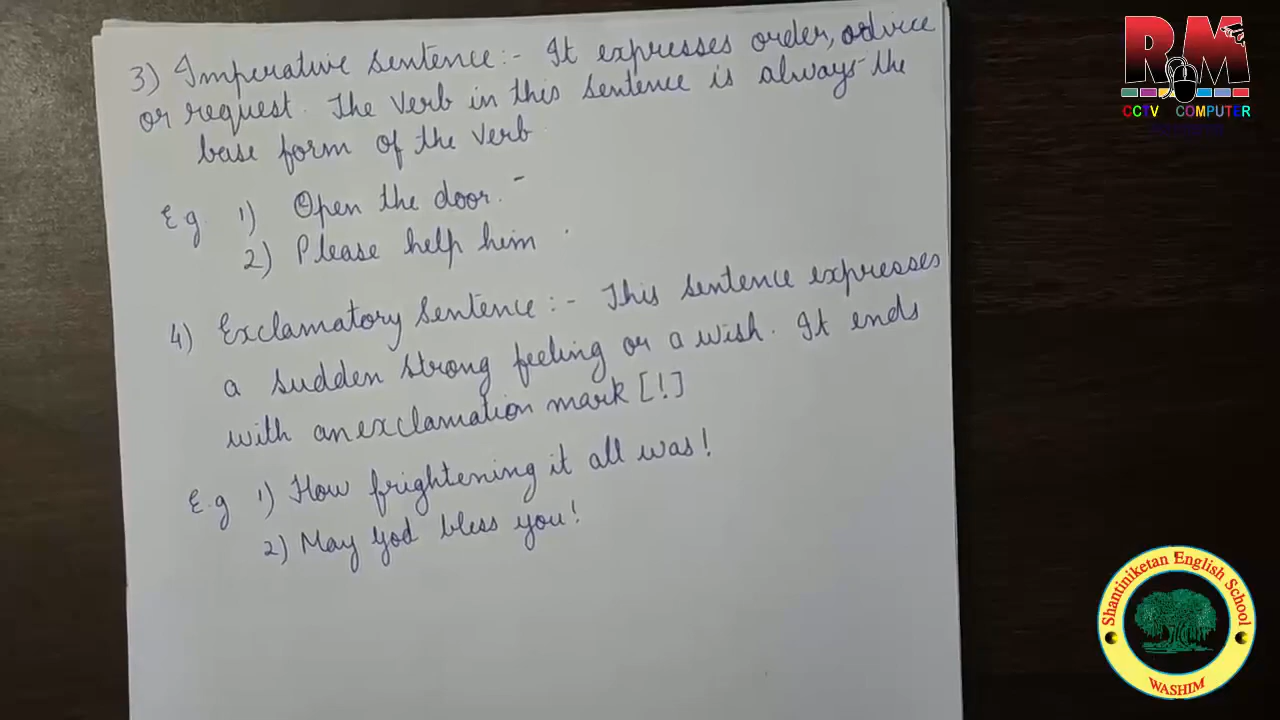 3) Imperative Sentence :- It expresses order, advice
or request. The Verb in this sentence is always the
base form of the Verb
Eg. 1) Open the door.
2) Please help him
4) Exclamatory Sentence :- This sentence expresses
a sudden strong feeling or a wish. It ends
with an exclamation mark [!]
E.g 1) How frightening it all was!
2) May God bless you!
RM
CCTV COMPUTER
Shantiniketan English School
WASHIM